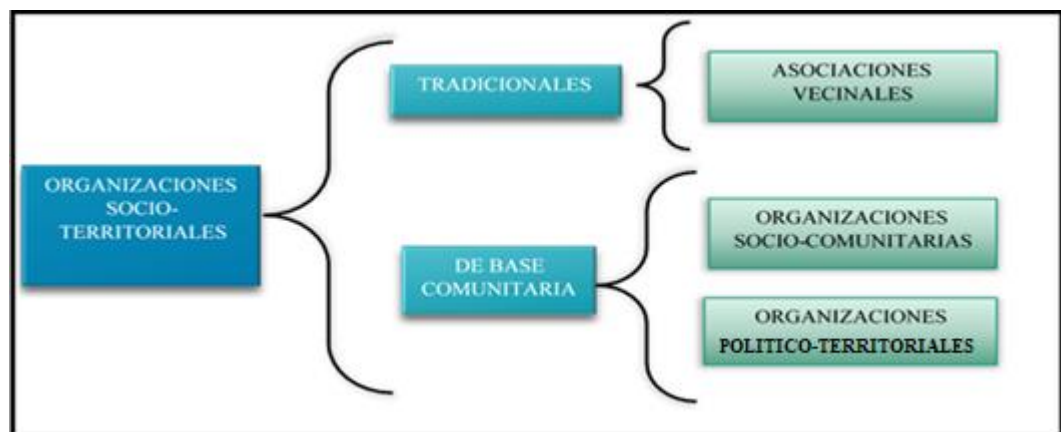 ORGANIZACIONES
SOCIO-
TERRITORIALES
TRADICIONALES
ASOCIACIONES
VECINALES
DE BASE
COMUNITARIA
ORGANIZACIONES
SOCIO-COMUNITARIAS
ORGANIZACIONES
POLITICO-TERRITORIALES